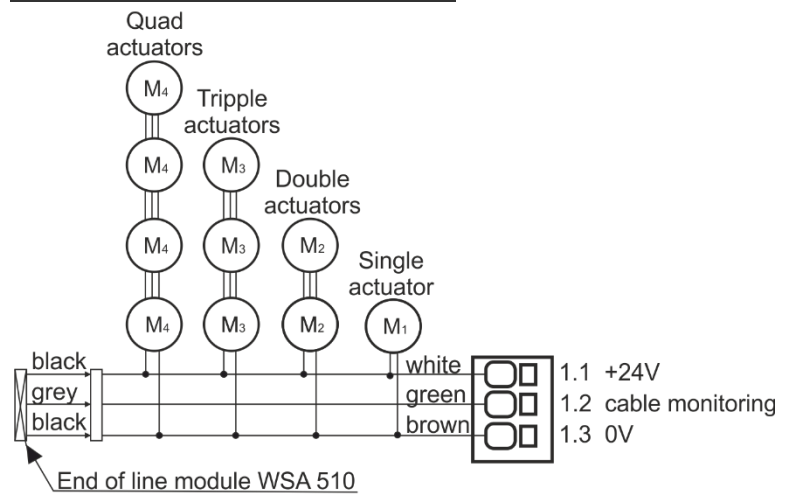 Quad
actuators
M4
Tripple
actuators
M4
M3
Double
actuators
M4
M3
M2
Single
actuator
M4
M3
M2
M1
black
white
1.1 +24V
grey
green
1.2 cable monitoring
black
brown
1.3 0V
End of line module WSA 510